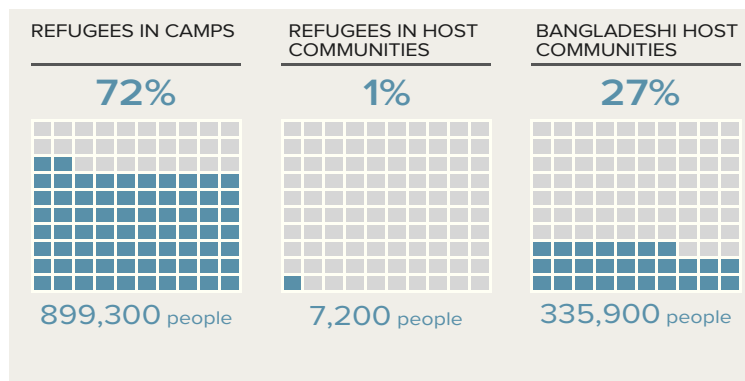 REFUGEES IN CAMPS
72%
899,300 people
REFUGEES IN HOST
COMMUNITIES
1%
7,200 people
BANGLADESHI HOST
COMMUNITIES
27%
335,900 people